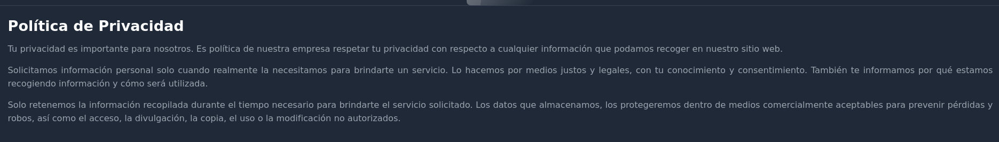 Política de Privacidad
Tu privacidad es importante para nosotros. Es política de nuestra empresa respetar tu privacidad con respecto a cualquier información que podamos recoger en nuestro sitio web.
Solicitamos información personal solo cuando realmente la necesitamos para brindarte un servicio. Lo hacemos por medios justos y legales, con tu conocimiento y consentimiento. También te informamos por qué estamos
recogiendo información y cómo será utilizada.
Solo retenemos la información recopilada durante el tiempo necesario para brindarte el servicio solicitado. Los datos que almacenamos, los protegeremos dentro de medios comercialmente aceptables para prevenir pérdidas y
robos, así como el acceso, la divulgación, la copia, el uso o la modificación no autorizados.